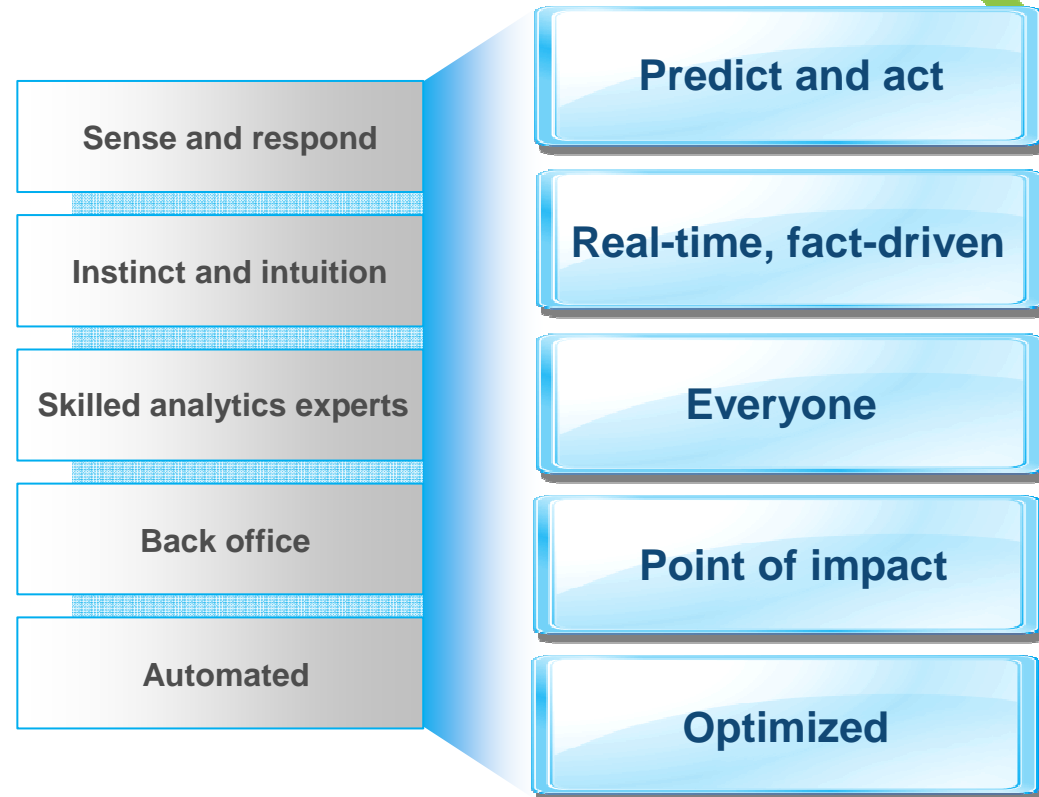 Sense and respond
Instinct and intuition
Skilled analytics experts
Back office
Automated
Predict and act
Real-time, fact-driven
Everyone
Point of impact
Optimized